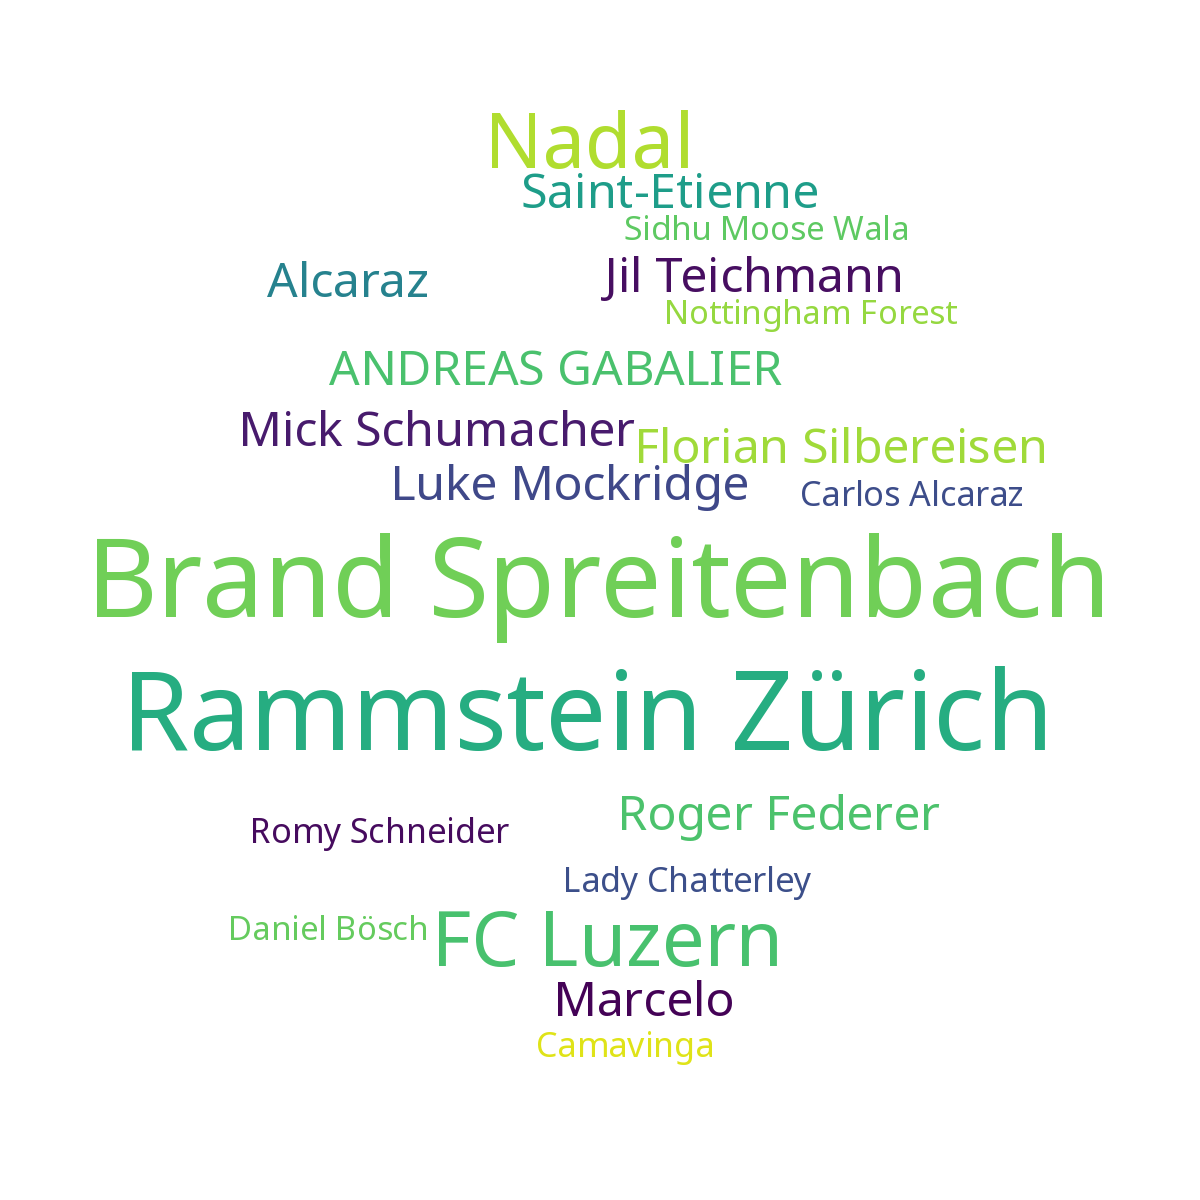 Nadal
Saint-Etienne
Sidhu Moose Wala
Alcaraz
Jil Teichmann
Nottingham Forest
ANDREAS GABALIER
Mick Schumacher
Florian Silbereisen
Luke Mockridge
Carlos Alcaraz
Brand Spreitenbach
Rammstein Zürich
Roger Federer
Romy Schneider
Lady Chatterley
Daniel Bösch
FC Luzern
Marcelo
Camavinga